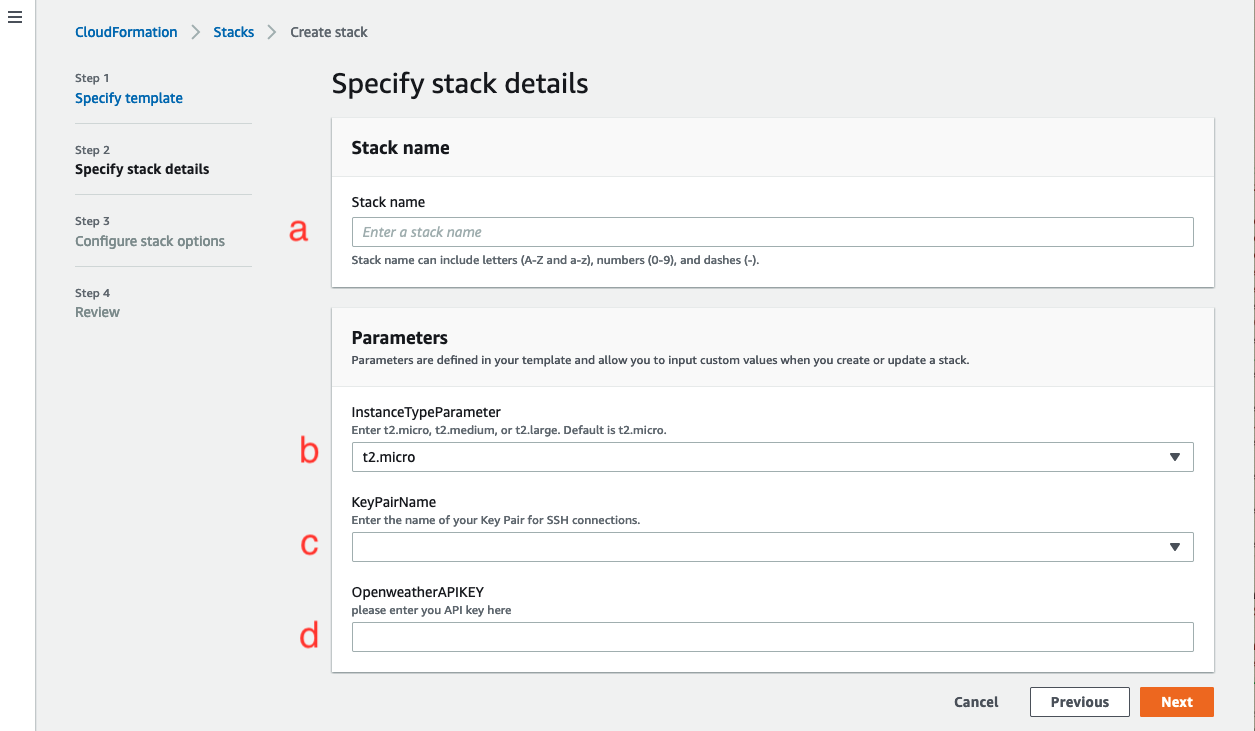 CloudFormation > Stacks > Create stack
Step 1
Specify template
Step 2
Specify stack details
Step 3
Configure stack options
Step 4
Review
Specify stack details
Stack name
Stack name
a
Enter a stack name
Stack name can include letters (A-Z and a-z), numbers (0-9), and dashes (-).
Parameters
Parameters are defined in your template and allow you to input custom values when you create or update a stack.
InstanceTypeParameter
Enter t2.micro, t2.medium, or t2.large. Default is t2.micro.
b
t2.micro
KeyPairName
Enter the name of your Key Pair for SSH connections.
c
OpenweatherAPIKEY
please enter you API key here
d
Cancel Previous Next